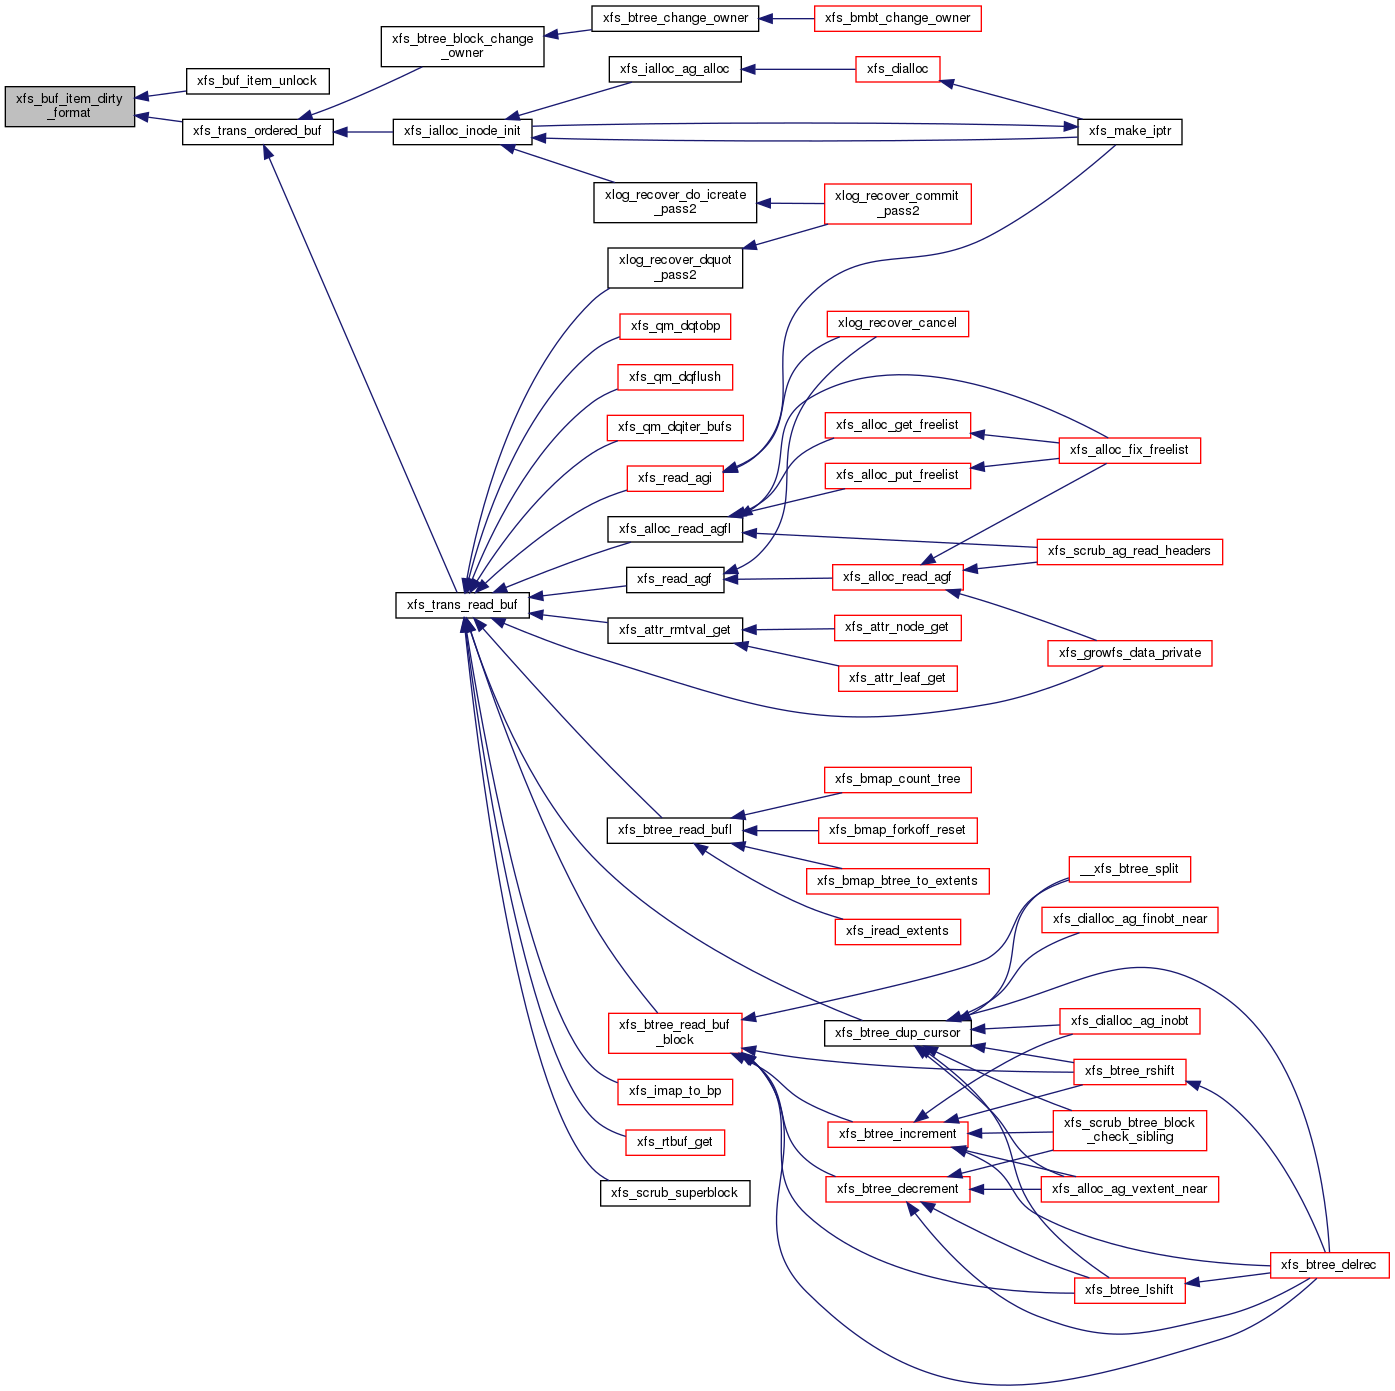 xfs_btree_change_owner
xfs_bmbt_change_owner
xfs_btree_block_change
_owner
xfs_ialloc_ag_alloc
xfs_dialloc
xfs_buf_item_unlock
xfs_buf_item_dirty
_format
xfs_trans_ordered_buf
xfs_ialloc_inode_init
xfs_make_iptr
xlog_recover_do_icreate
_pass2
xlog_recover_commit
_pass2
xlog_recover_dquot
_pass2
xfs_qm_dqtobp
xlog_recover_cancel
xfs_qm_dqflush
xfs_qm_dqiter_bufs
xfs_alloc_get_freelist
xfs_alloc_fix_freelist
xfs_read_agi
xfs_alloc_put_freelist
xfs_alloc_read_agfl
xfs_scrub_ag_read_headers
xfs_read_agf
xfs_alloc_read_agf
xfs_trans_read_buf
xfs_attr_rmtval_get
xfs_attr_node_get
xfs_growfs_data_private
xfs_attr_leaf_get
xfs_bmap_count_tree
xfs_btree_read_bufl
xfs_bmap_forkoff_reset
xfs_bmap_btree_to_extents
__xfs_btree_split
xfs_iread_extents
xfs_dialloc_ag_finobt_near
xfs_btree_read_buf
_block
xfs_btree_dup_cursor
xfs_dialloc_ag_inobt
xfs_btree_rshift
xfs_imap_to_bp
xfs_btree_increment
xfs_scrub_btree_block
_check_sibling
xfs_rtbuf_get
xfs_btree_decrement
xfs_alloc_ag_vextent_near
xfs_scrub_superblock
xfs_btree_delrec
xfs_btree_lshift